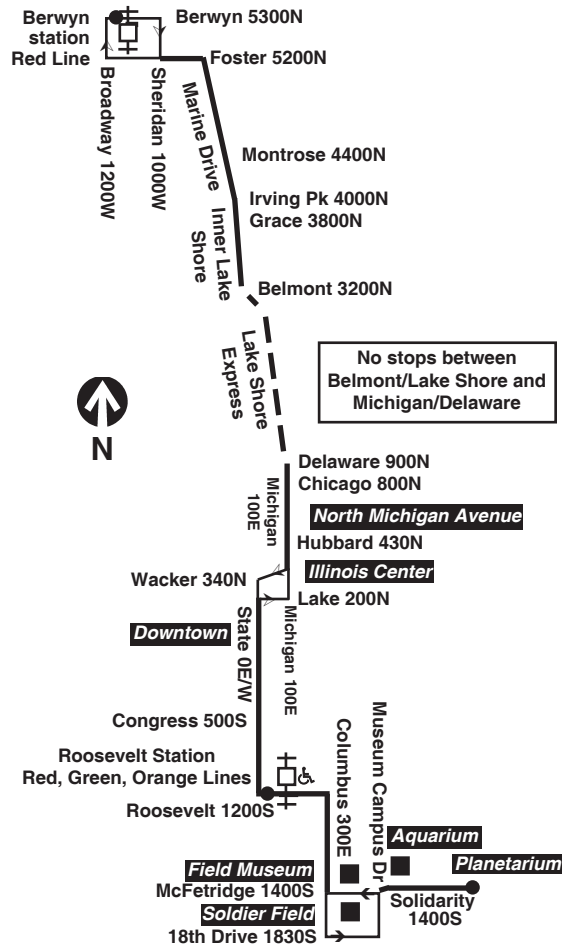 Berwyn
station
Red Line
Berwyn 5300N
Foster 5200N
Broadway 1200W
Sheridan 1000W
Marine Drive
Montrose 4400N
Irving Pk 4000N
Grace 3800N
Inner Lake
Shore
Belmont 3200N
Lake Shore
Express
No stops between
Belmont/Lake Shore and
Michigan/Delaware
N
Delaware 900N
Chicago 800N
Michigan
100E
North Michigan Avenue
Hubbard 430N
Illinois Center
Wacker 340N
Lake 200N
Downtown
State 0E/W
Michigan 100E
Congress 500S
Roosevelt Station
Red, Green, Orange Lines
Roosevelt 1200S
Columbus 300E
Museum Campus Dr
Aquarium
Planetarium
Field Museum
McFetridge 1400S
Solidarity
1400S
Soldier Field
18th Drive 1830S